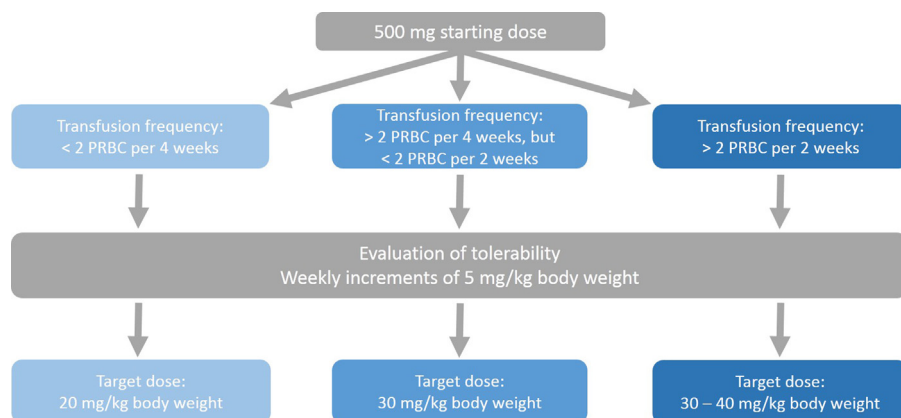 500 mg starting dose
Transfusion frequency:
< 2 PRBC per 4 weeks
Transfusion frequency:
> 2 PRBC per 4 weeks, but
< 2 PRBC per 2 weeks
Transfusion frequency:
> 2 PRBC per 2 weeks
Evaluation of tolerability
Weekly increments of 5 mg/kg body weight
Target dose:
20 mg/kg body weight
Target dose:
30 mg/kg body weight
Target dose:
30 – 40 mg/kg body weight